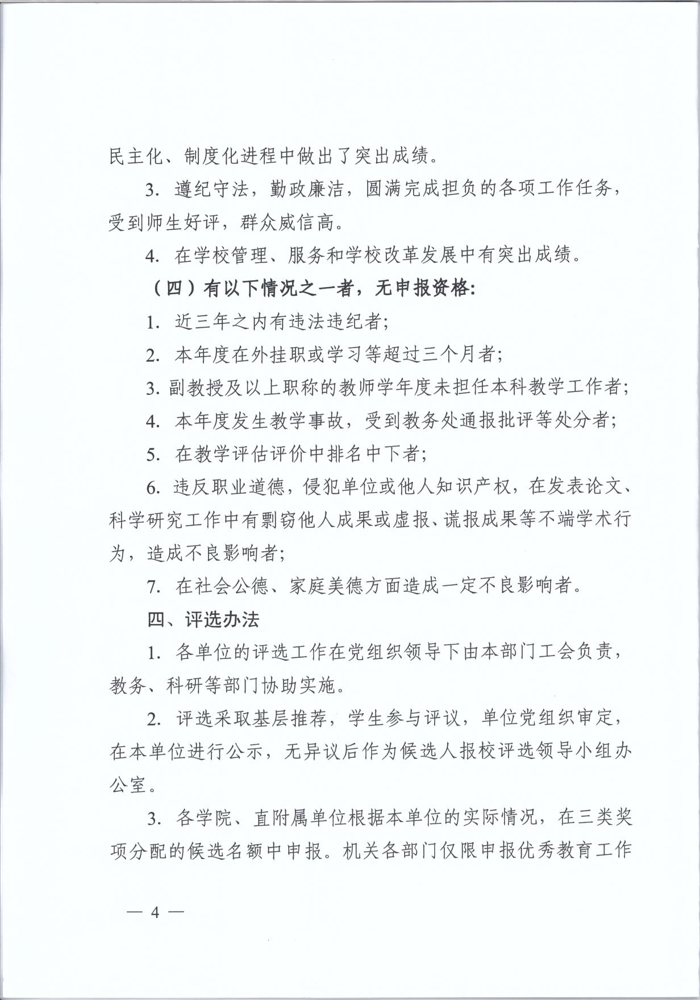 民主化、制度化进程中做出了突出成绩。
3. 遵纪守法，勤政廉洁，圆满完成担负的各项工作任务，
受到师生好评，群众威信高。
4. 在学校管理、服务和学校改革发展中有突出成绩。
（四）有以下情况之一者，无申报资格：
1. 近三年之内有违法违纪者；
2. 本年度在外挂职或学习等超过三个月者；
3. 副教授及以上职称的教师学年度未担任本科教学工作者；
4. 本年度发生教学事故，受到教务处通报批评等处分者；
5. 在教学评估评价中排名中下者；
6. 违反职业道德，侵犯单位或他人知识产权，在发表论文、
科学研究工作中有剽窃他人成果或虚报、谎报成果等不端学术行
为，造成不良影响者；
7. 在社会公德、家庭美德方面造成一定不良影响者。
四、评选办法
1. 各单位的评选工作在党组织领导下由本部门工会负责，
教务、科研等部门协助实施。
2. 评选采取基层推荐，学生参与评议，单位党组织审定，
在本单位进行公示，无异议后作为候选人报校评选领导小组办
公室。
3. 各学院、直附属单位根据本单位的实际情况，在三类奖
项分配的候选名额中申报。机关各部门仅限申报优秀教育工作
— 4 —